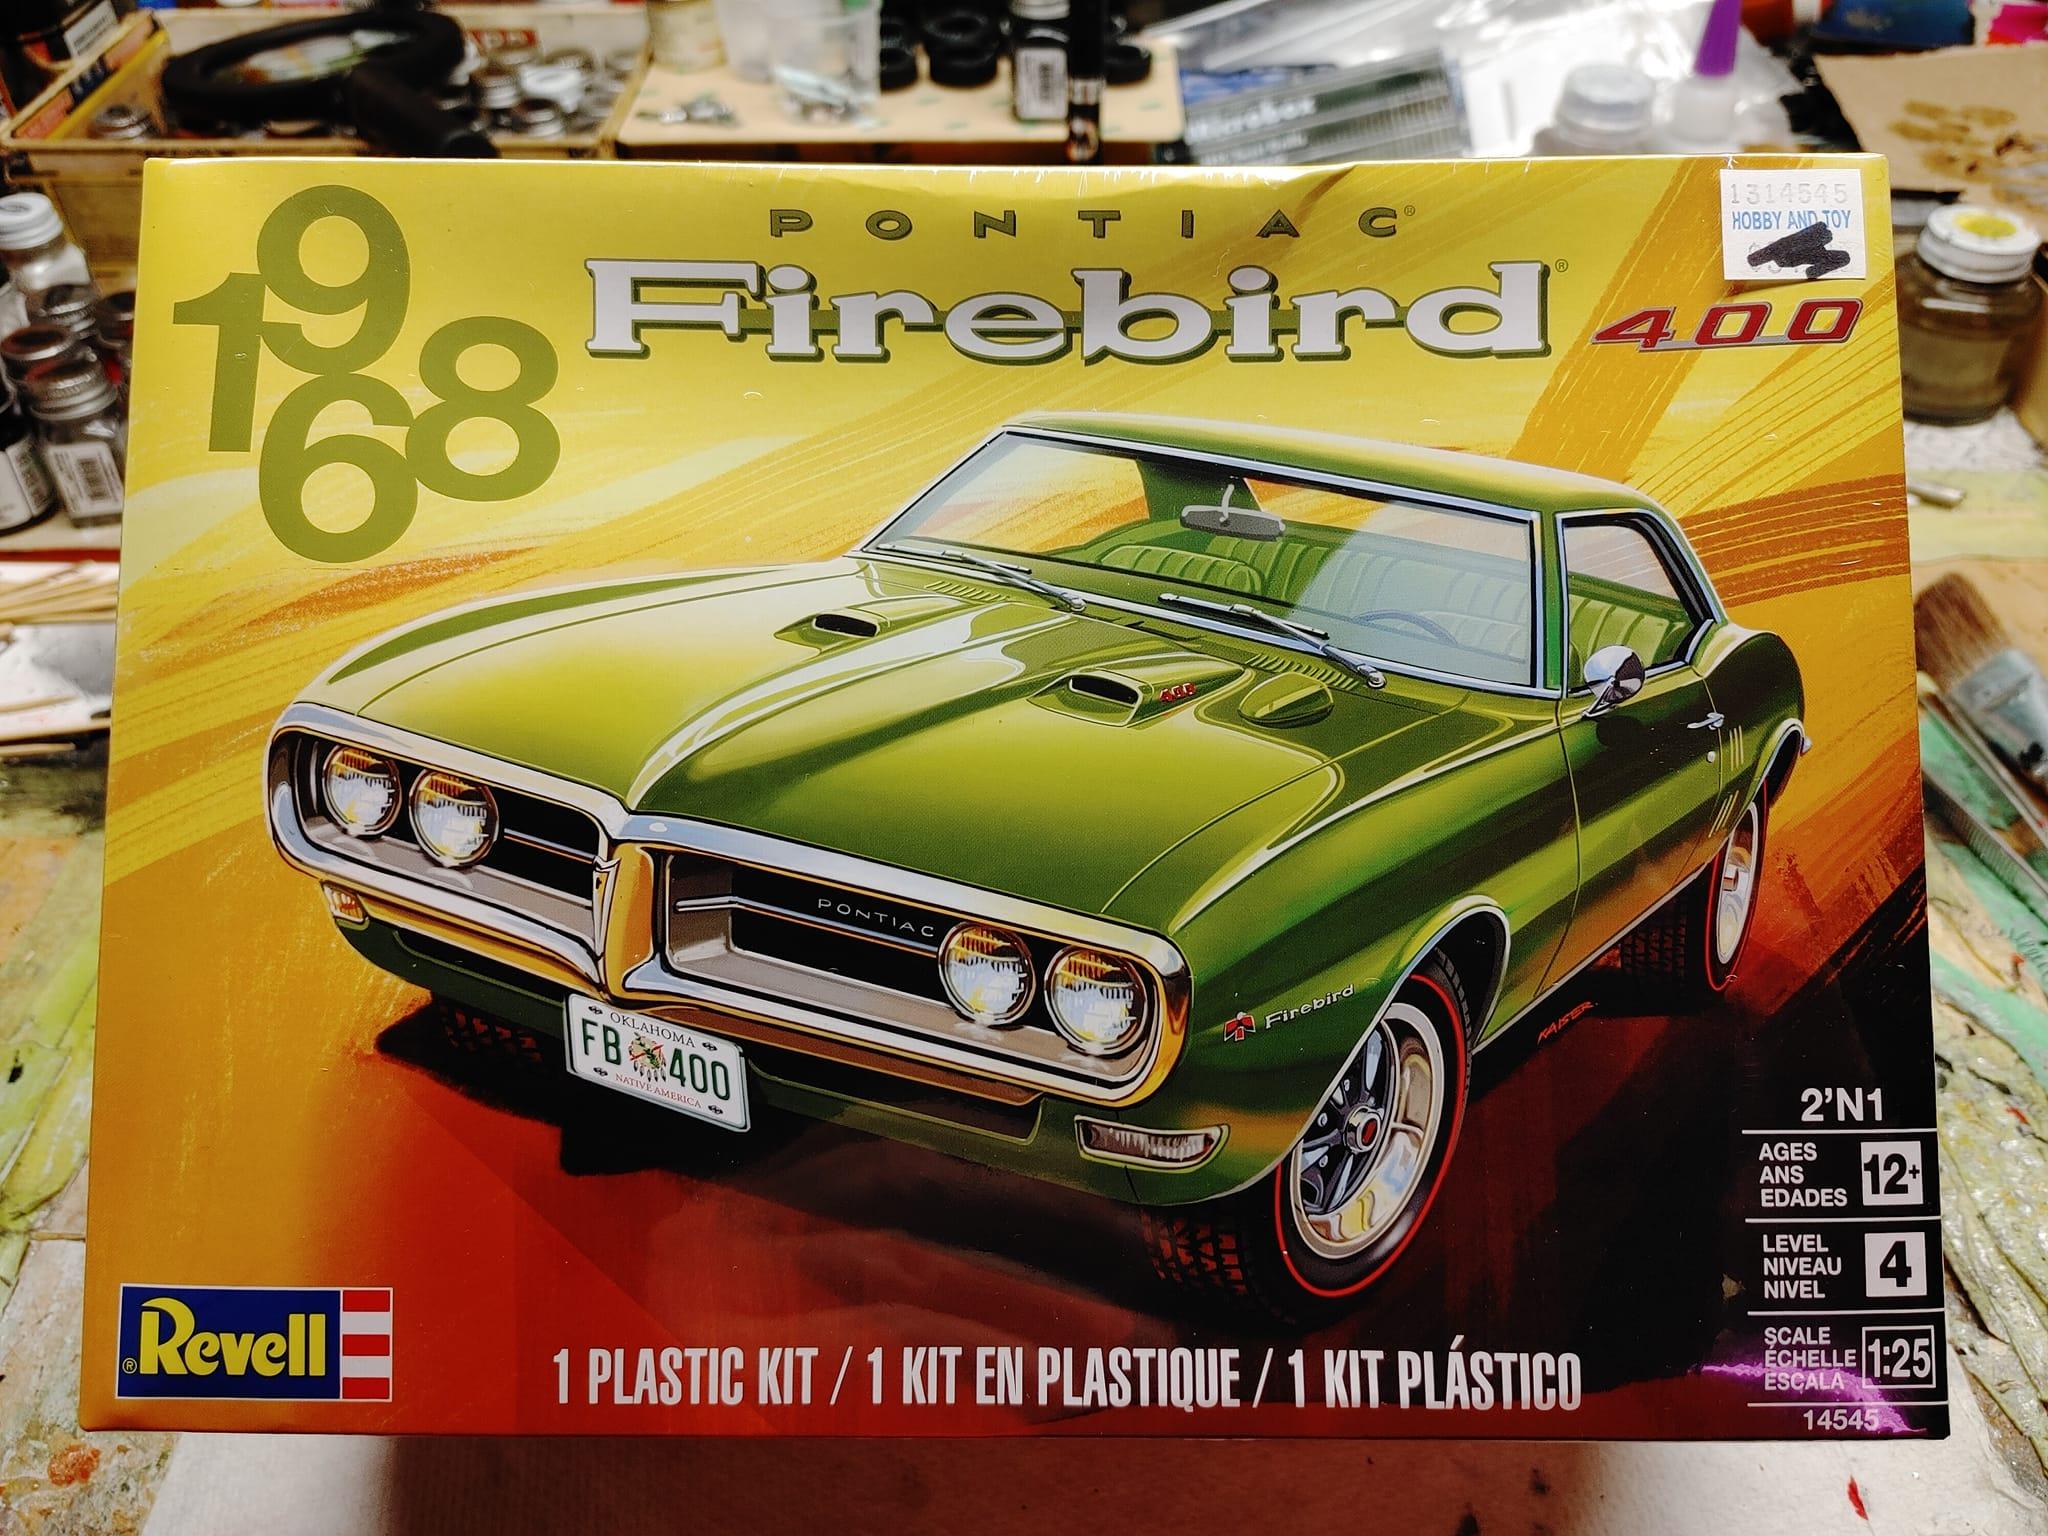 1968
PONTIAC®
Firebird®
400
1314545
HOBBY AND TOY
400
PONTIAC
OKLAHOMA
FB 400
NATIVE AMERICA
Firebird
KAISER
2'N1
AGES
ANS
EDADES
12+
LEVEL
NIVEAU
NIVEL
4
SCALE
ÉCHELLE
ESCALA
1:25
14545
®Revell
1 PLASTIC KIT / 1 KIT EN PLASTIQUE / 1 KIT PLÁSTICO